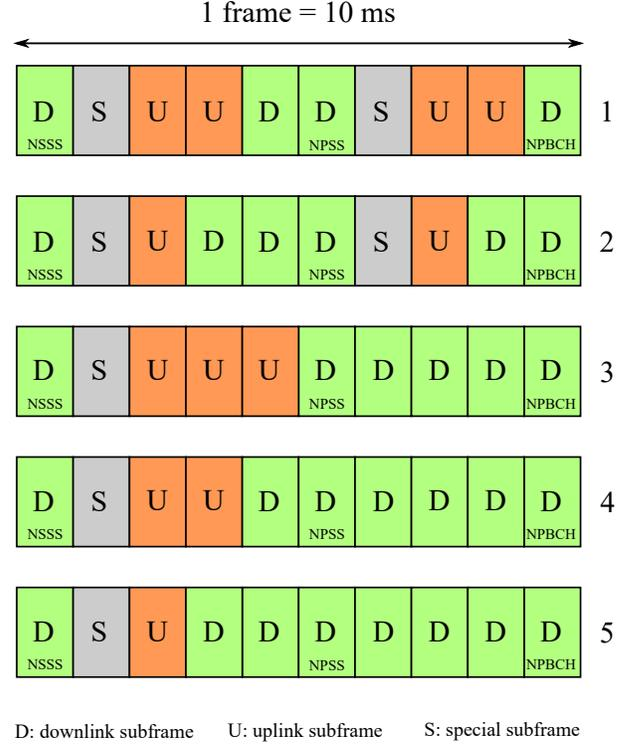 1 frame = 10 ms
D S U U D D S U U D 1
NSSS NPSS NPBCH
D S U D D D S U D D 2
NSSS NPSS NPBCH
D S U U U D D D D D 3
NSSS NPSS NPBCH
D S U U D D D D D D 4
NSSS NPSS NPBCH
D S U D D D D D D D 5
NSSS NPSS NPBCH
D: downlink subframe U: uplink subframe S: special subframe